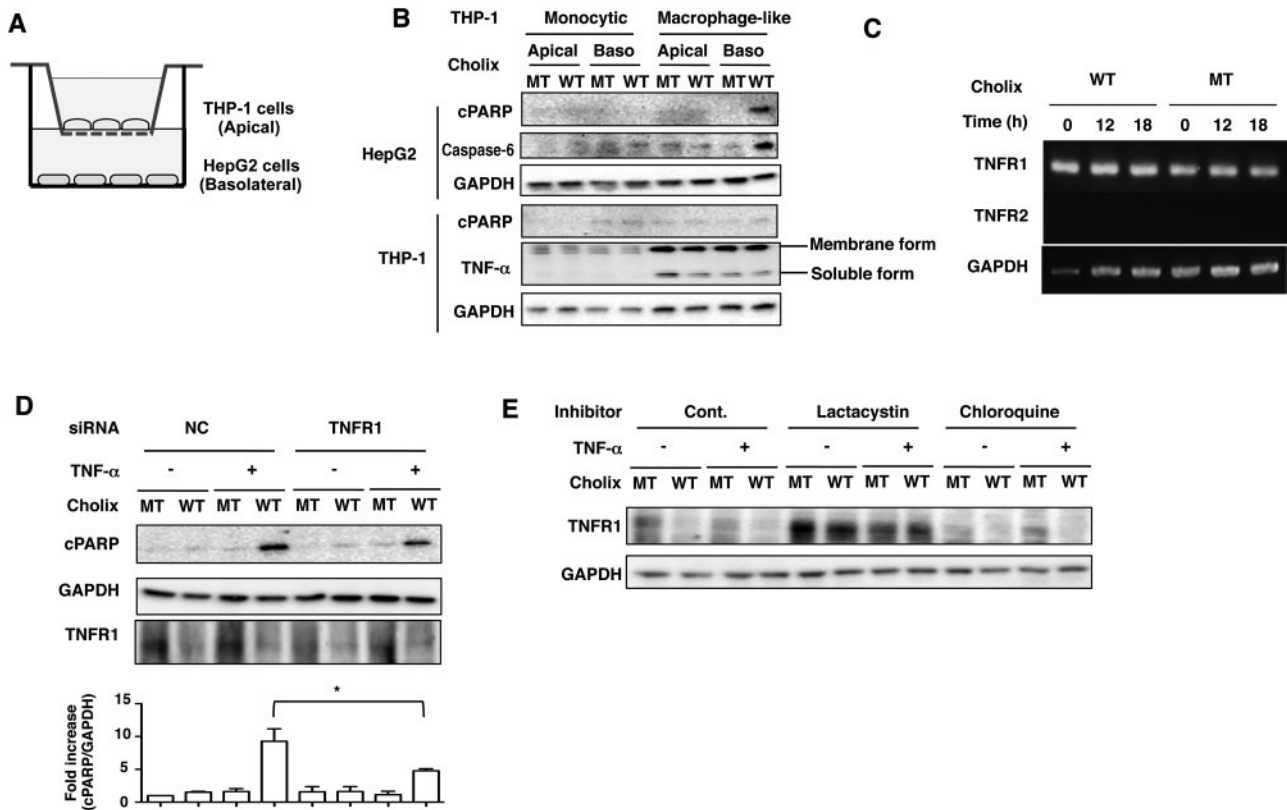 A
THP-1 cells
(Apical)
HepG2 cells
(Basolateral)
B
THP-1 Monocytic Macrophage-like
Apical Baso Apical Baso
Cholix
MT WT MT WT MT WT MT WT
HepG2
cPARP
Caspase-6
GAPDH
THP-1
cPARP
TNF-α
Membrane form
Soluble form
GAPDH
C
Cholix WT MT
Time (h) 0 12 18 0 12 18
TNFR1
TNFR2
GAPDH
D
siRNA NC TNFR1
TNF-α - + - +
Cholix MT WT MT WT MT WT MT WT
cPARP
GAPDH
TNFR1
Fold increase
(cPARP/GAPDH)
15
10
5
0
*
E
Inhibitor Cont. Lactacystin Chloroquine
TNF-α - + - + - +
Cholix MT WT MT WT MT WT MT WT MT WT MT WT
TNFR1
GAPDH